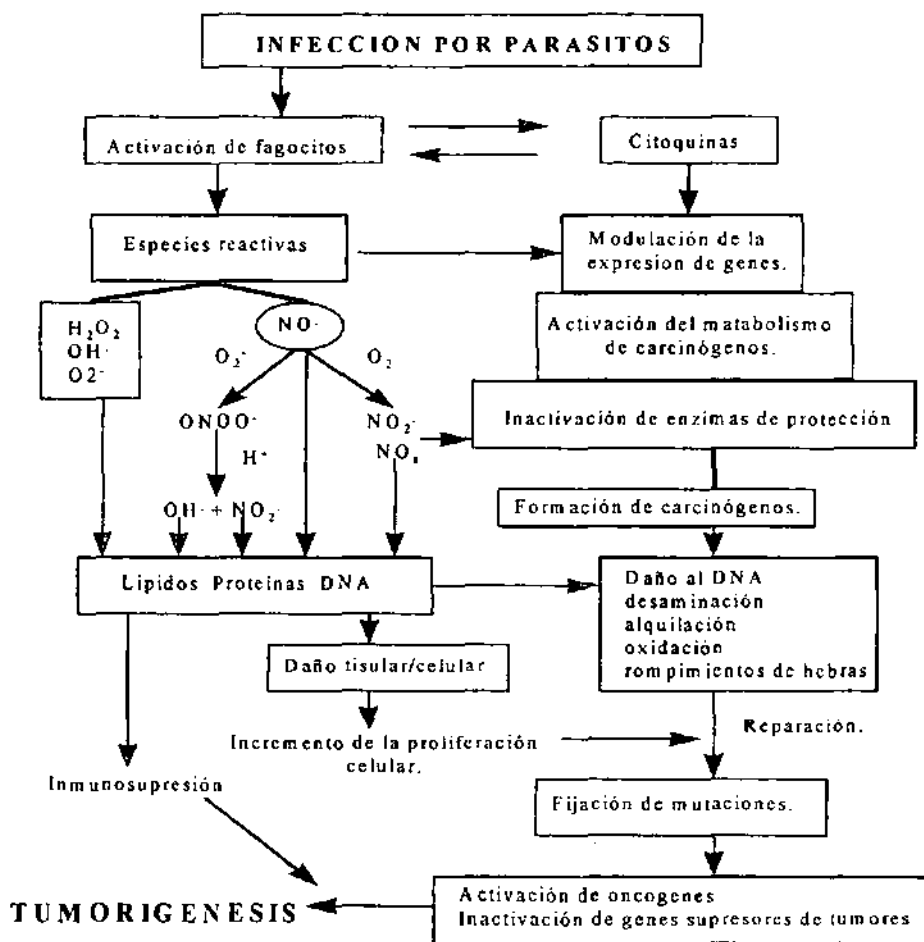 INFECCION POR PARASITOS
Activación de fagocitos
Citoquinas
Especies reactivas
Modulación de la
expresion de genes.
H₂O₂
OH·
O2⁻
NO·
O₂⁻
O₂
Activación del matabolismo
de carcinógenos.
ONOO⁻
NO₂·
NOₓ
Inactivación de enzimas de protección
H⁺
OH· + NO₂·
Formación de carcinógenos.
Lípidos Proteínas DNA
Daño al DNA
desaminación
alquilación
oxidación
rompimientos de hebras
Daño tisular/celular
Reparación.
Incremento de la proliferación
celular.
Inmunosupresión
Fijación de mutaciones.
Activación de oncogenes
Inactivación de genes supresores de tumores
TUMORIGENESIS